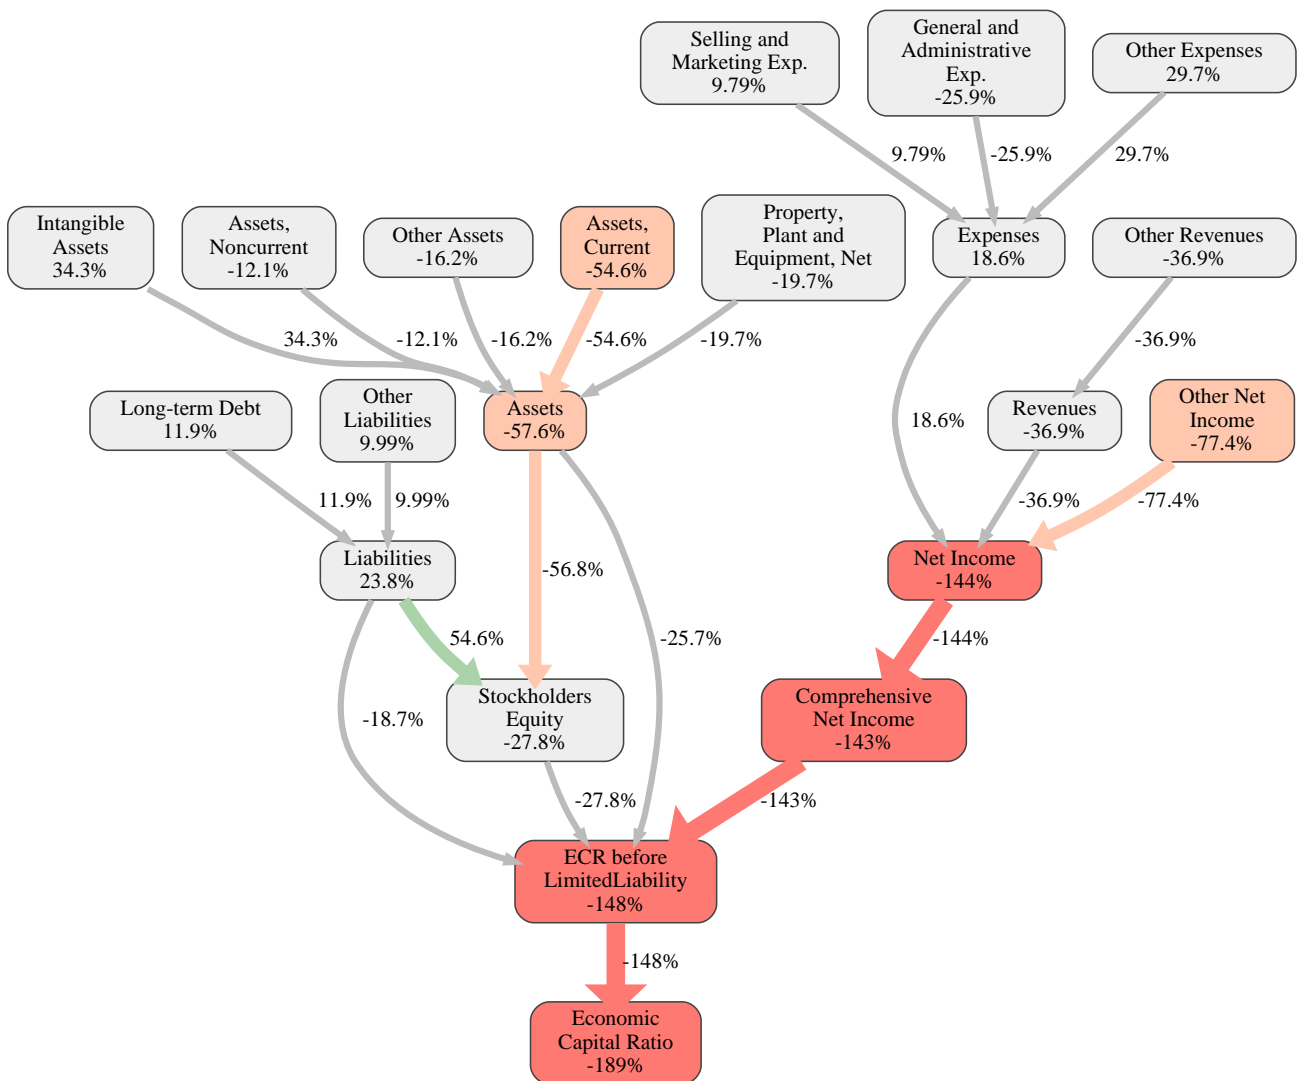 Selling and
Marketing Exp.
9.79%
General and
Administrative
Exp.
-25.9%
Other Expenses
29.7%
9.79%
-25.9%
29.7%
Intangible
Assets
34.3%
Assets,
Noncurrent
-12.1%
Other Assets
-16.2%
Assets,
Current
-54.6%
Property,
Plant and
Equipment, Net
-19.7%
Expenses
18.6%
Other Revenues
-36.9%
34.3%
-12.1%
-16.2%
-54.6%
-19.7%
-36.9%
Long-term Debt
11.9%
Other
Liabilities
9.99%
Assets
-57.6%
18.6%
Revenues
-36.9%
Other Net
Income
-77.4%
11.9%
9.99%
-36.9%
-77.4%
Liabilities
23.8%
-56.8%
Net Income
-144%
54.6%
-25.7%
-144%
-18.7%
Stockholders
Equity
-27.8%
Comprehensive
Net Income
-143%
-27.8%
-143%
ECR before
LimitedLiability
-148%
-148%
Economic
Capital Ratio
-189%